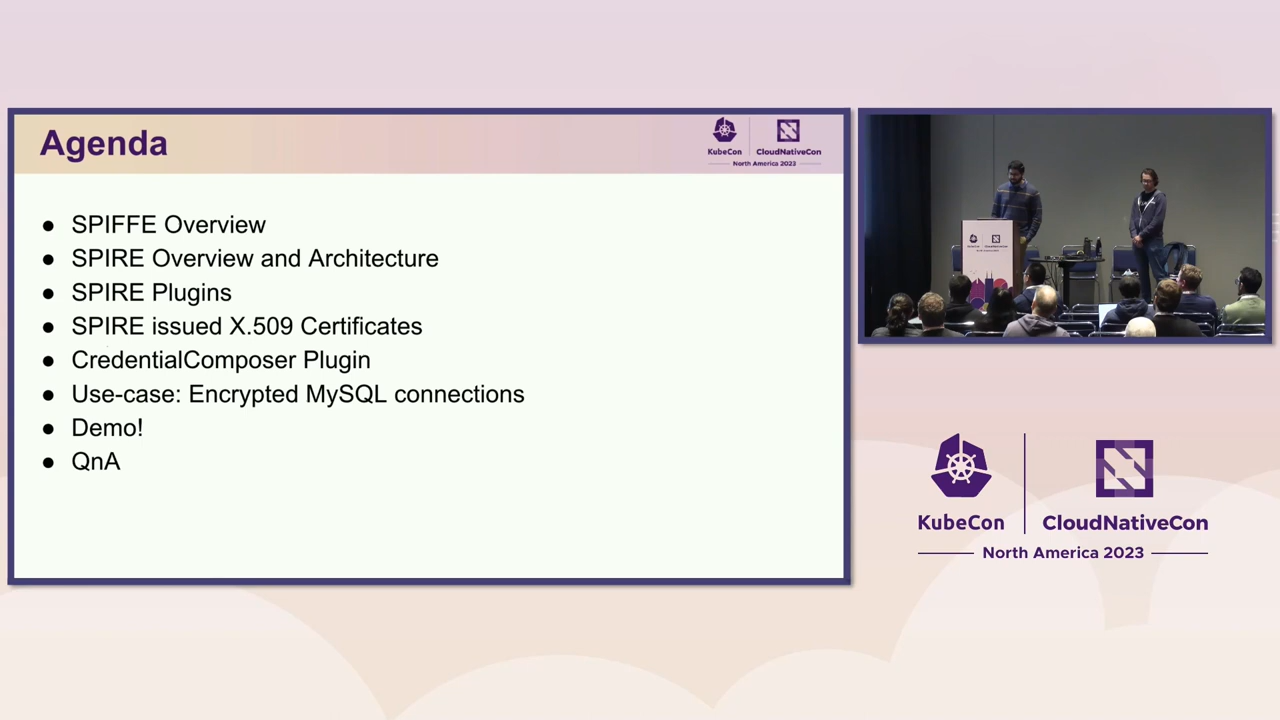 Agenda
KubeCon
CloudNativeCon
North America 2023
● SPIFFE Overview
● SPIRE Overview and Architecture
● SPIRE Plugins
● SPIRE issued X.509 Certificates
● CredentialComposer Plugin
● Use-case: Encrypted MySQL connections
● Demo!
● QnA
KubeCon
CloudNativeCon
North America 2023